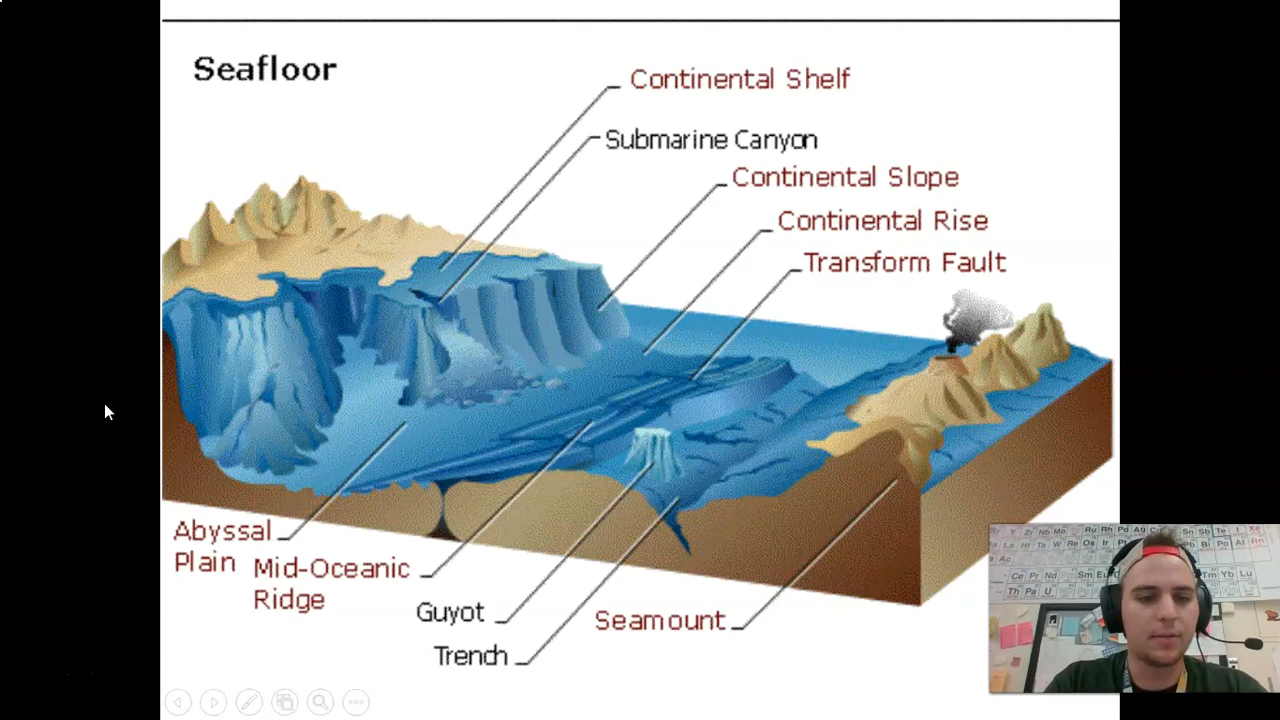 Seafloor
Continental Shelf
Submarine Canyon
Continental Slope
Continental Rise
Transform Fault
Abyssal
Plain
Mid-Oceanic
Ridge
Guyot
Trench
Seamount